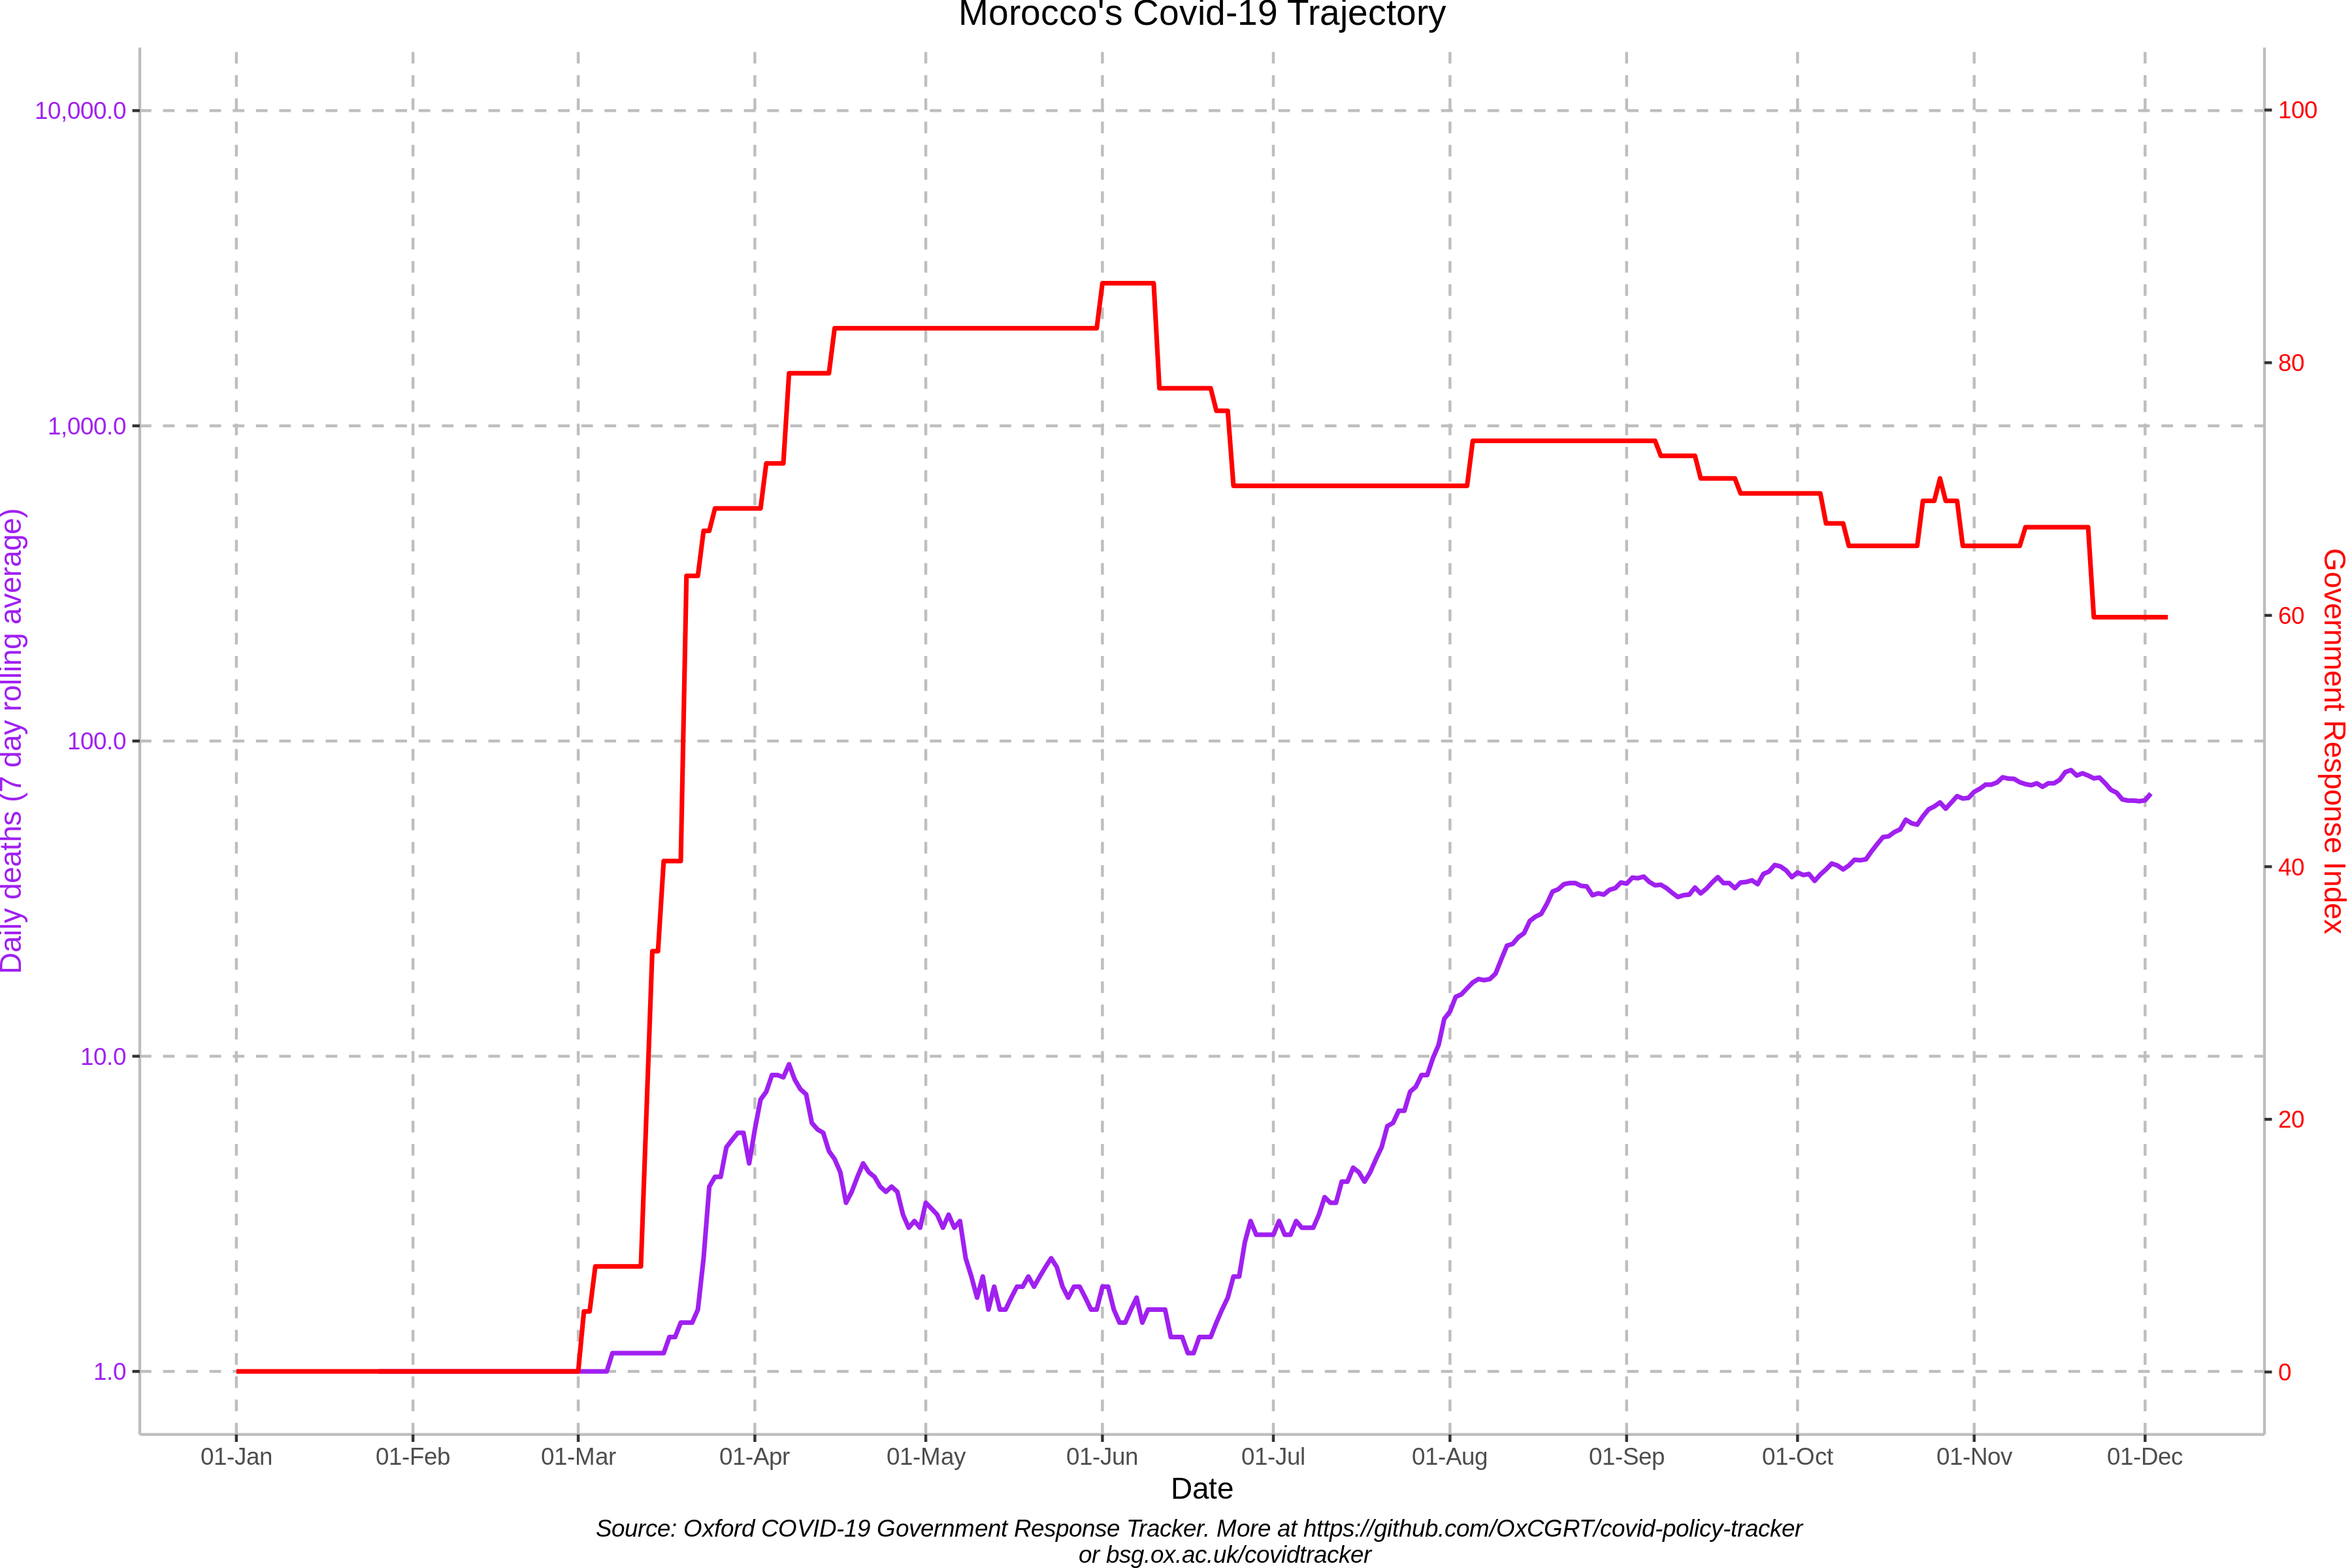 Morocco's Covid-19 Trajectory
10,000.0
1,000.0
100.0
10.0
1.0
Daily deaths (7 day rolling average)
100
80
60
40
20
0
Government Response Index
01-Jan 01-Feb 01-Mar 01-Apr 01-May 01-Jun 01-Jul 01-Aug 01-Sep 01-Oct 01-Nov 01-Dec
Date
Source: Oxford COVID-19 Government Response Tracker. More at https://github.com/OxCGRT/covid-policy-tracker
or bsg.ox.ac.uk/covidtracker